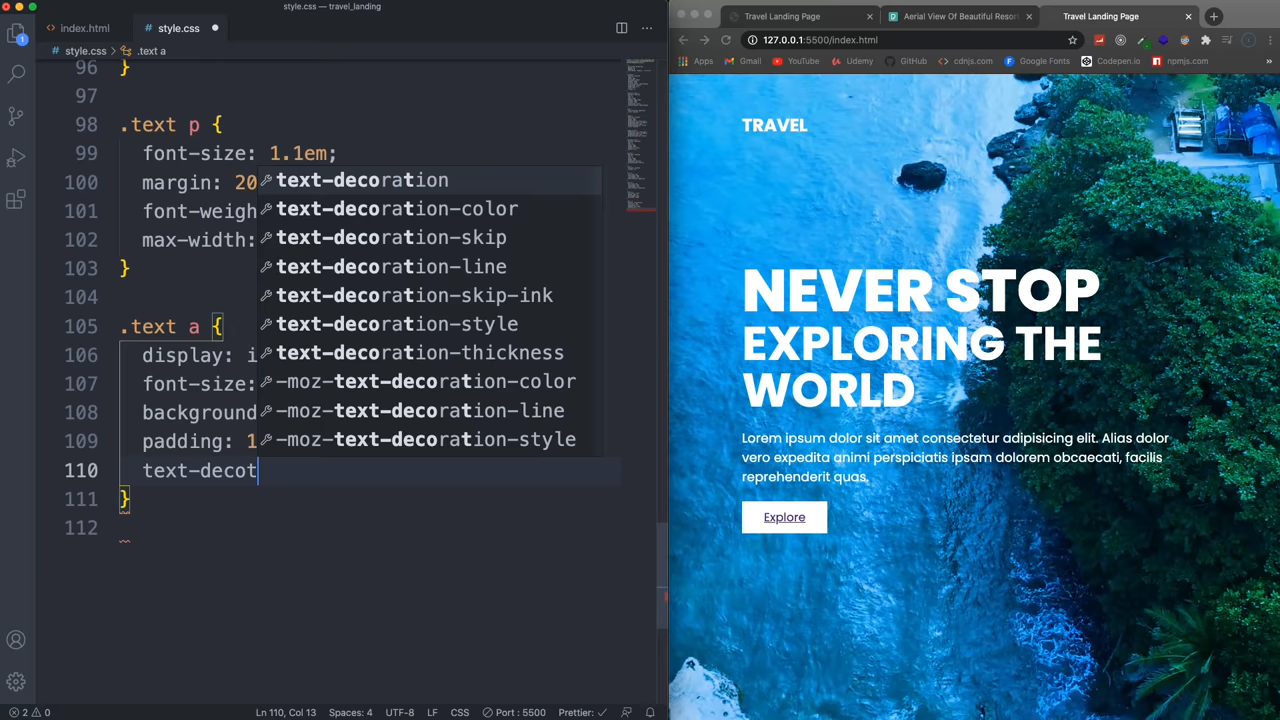 style.css — travel_landing
index.html
# style.css
# style.css > .text a
96 }
97
98 .text p {
99 font-size: 1.1em;
100 margin: 20
101 font-weigh
102 max-width:
103 }
104
105 .text a {
106 display: i
107 font-size:
108 background
109 padding: 1
110 text-decot
111 }
112
text-decoration
text-decoration-color
text-decoration-skip
text-decoration-line
text-decoration-skip-ink
text-decoration-style
text-decoration-thickness
-moz-text-decoration-color
-moz-text-decoration-line
-moz-text-decoration-style
1
2 0
Ln 110, Col 13
Spaces: 4
UTF-8
LF
CSS
Port : 5500
Prettier: ✓
Travel Landing Page
Aerial View Of Beautiful Resort
Travel Landing Page
127.0.0.1:5500/index.html
Apps
Gmail
YouTube
Udemy
GitHub
<> cdnjs.com
Google Fonts
Codepen.io
npmjs.com
»
TRAVEL
NEVER STOP
EXPLORING THE
WORLD
Lorem ipsum dolor sit amet consectetur adipisicing elit. Alias dolor
vero expedita animi perspiciatis ipsam dolorem obcaecati, facilis
reprehenderit quas.
Explore